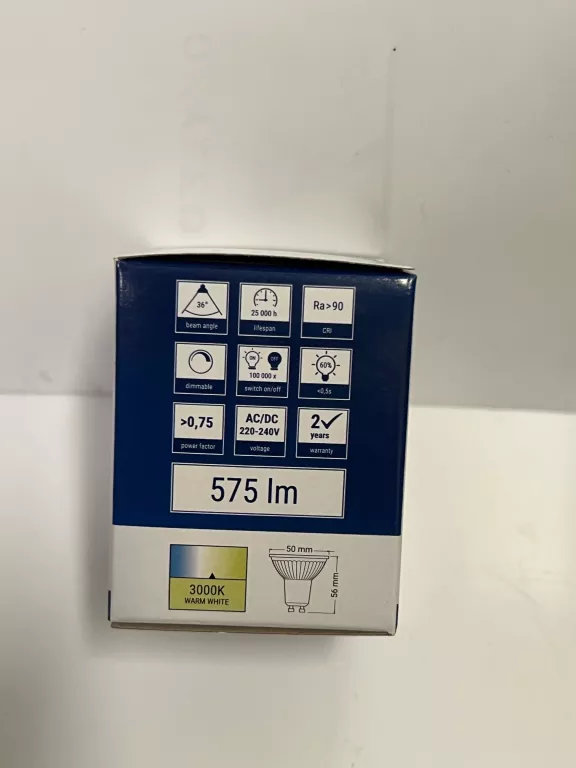 36°
beam angle
25 000 h
lifespan
Ra>90
CRI
dimmable
ON OFF
100 000 x
switch on/off
60%
<0,5s
>0,75
power factor
AC/DC
220-240V
voltage
2
years
warranty
575 lm
3000K
WARM WHITE
50 mm
56 mm